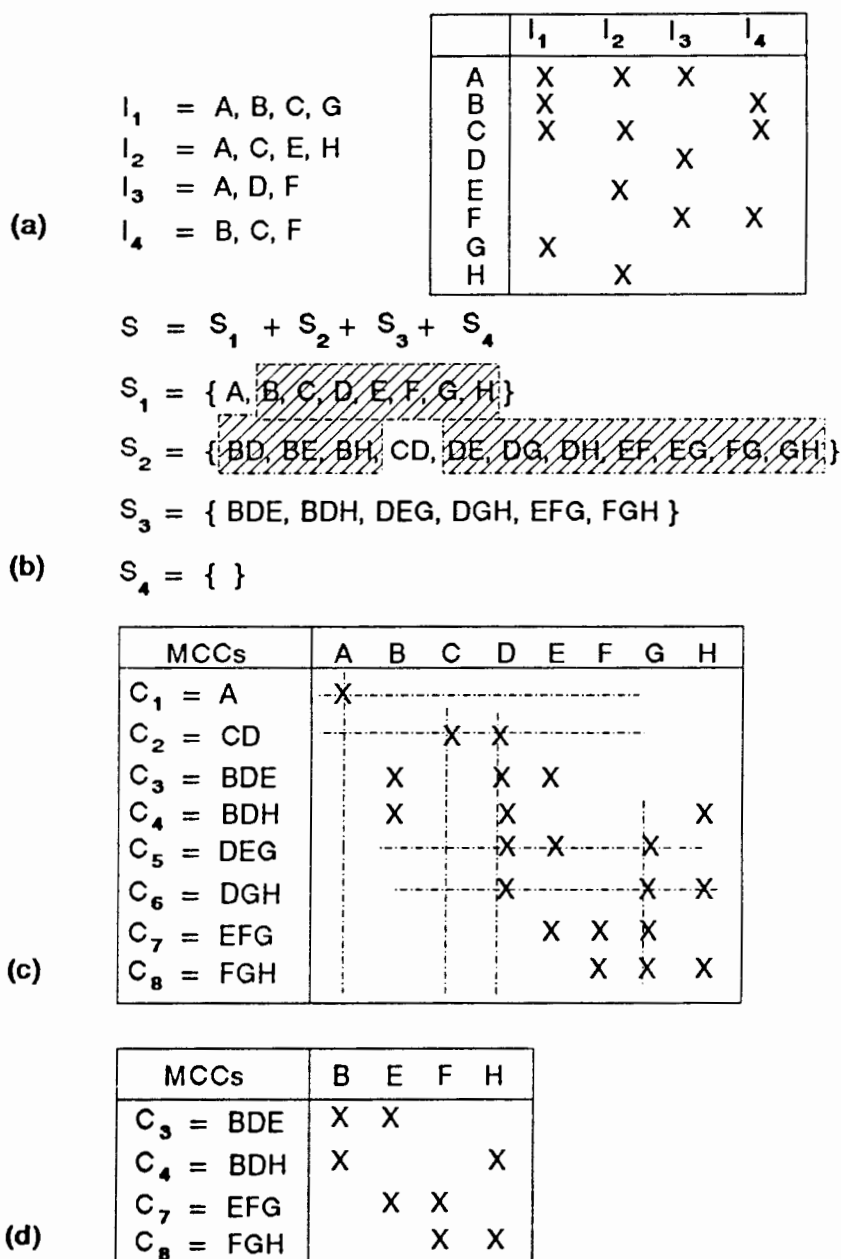 I₁ I₂ I₃ I₄
A X X X
B X X
C X X X
D X
E X
F X X
G X
H X
I₁ = A, B, C, G
I₂ = A, C, E, H
I₃ = A, D, F
(a) I₄ = B, C, F
S = S₁ + S₂ + S₃ + S₄
S₁ = { A, B, C, D, E, F, G, H }
S₂ = { BD, BE, BH, CD, DE, DG, DH, EF, EG, FG, GH }
S₃ = { BDE, BDH, DEG, DGH, EFG, FGH }
(b) S₄ = { }
MCCs A B C D E F G H
C₁ = A X
C₂ = CD X X
C₃ = BDE X X X
C₄ = BDH X X X
C₅ = DEG X X X
C₆ = DGH X X X
C₇ = EFG X X X
(c) C₈ = FGH X X X
MCCs B E F H
C₃ = BDE X X
C₄ = BDH X X
C₇ = EFG X X
(d) C₈ = FGH X X